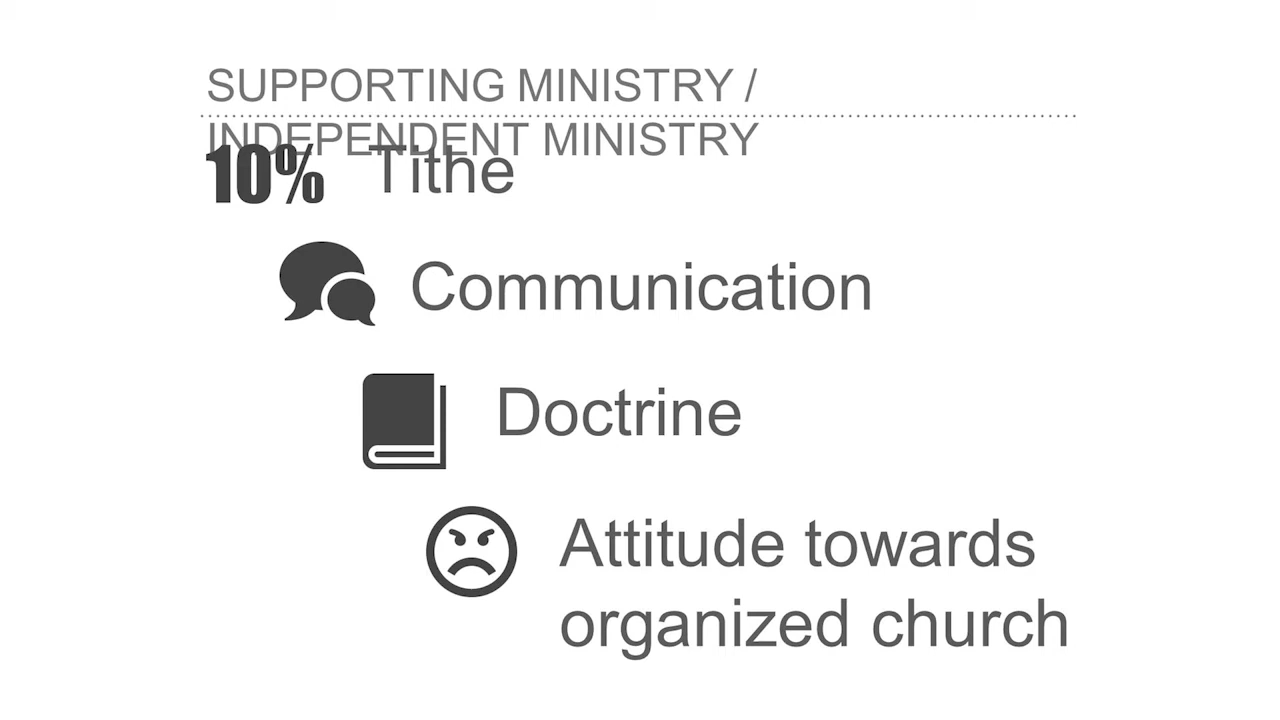 SUPPORTING MINISTRY /
INDEPENDENT MINISTRY
10% Tithe
Communication
Doctrine
Attitude towards
organized church